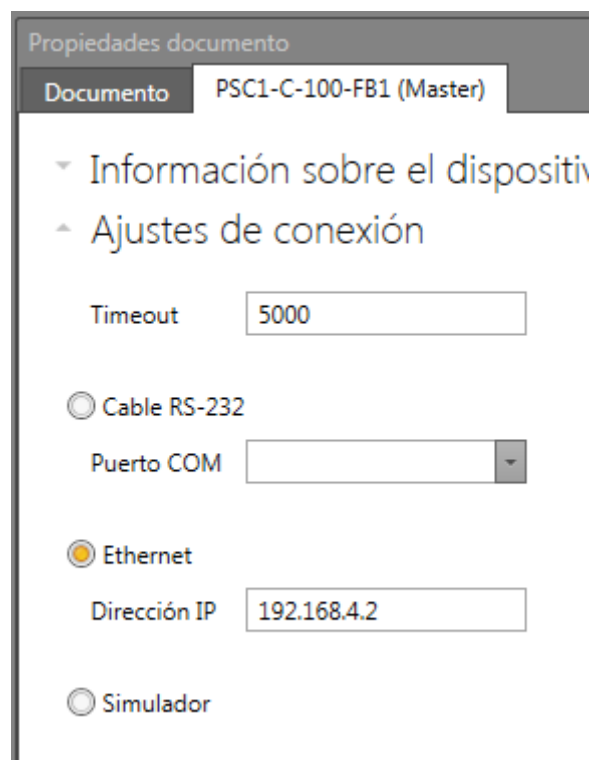 Propiedades documento
Documento PSC1-C-100-FB1 (Master)
Información sobre el dispositiv
Ajustes de conexión
Timeout 5000
Cable RS-232
Puerto COM
Ethernet
Dirección IP 192.168.4.2
Simulador